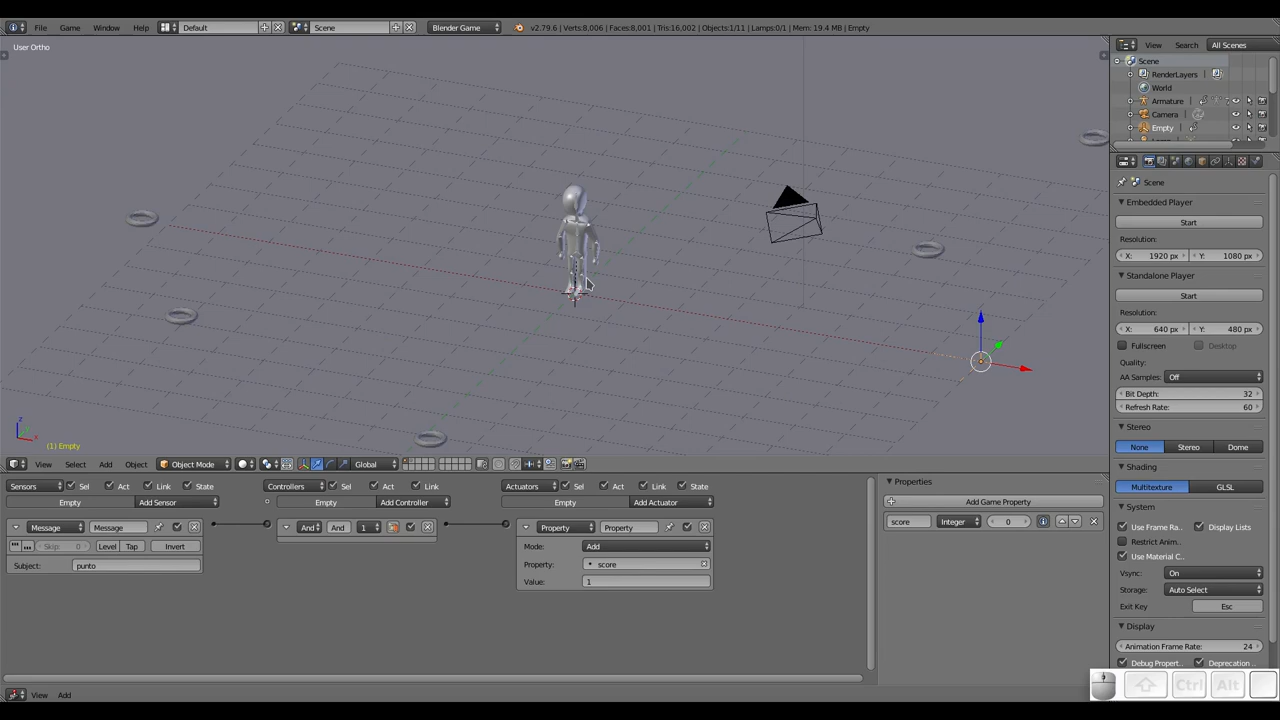 File Game Window Help Default Scene Blender Game v2.79.6 | Verts:8,006 | Faces:8,001 | Tris:16,002 | Objects:1/11 | Lamps:0/1 | Mem: 19.4 MB | Empty
User Ortho
View Search All Scenes
Scene
RenderLayers
World
Armature
Camera
Empty
Scene
Embedded Player
Start
Resolution:
X: 1920 px Y: 1080 px
Standalone Player
Start
Resolution:
X: 640 px Y: 480 px
Fullscreen Desktop
Quality:
AA Samples: Off
Bit Depth: 32
Refresh Rate: 60
Stereo
None Stereo Dome
Shading
Multitexture GLSL
System
Use Frame Ra.. Display Lists
Restrict Anim..
Use Material C..
Vsync: On
Storage: Auto Select
Exit Key Esc
Display
Animation Frame Rate: 24
Debug Propert.. Deprecation ..
Ctrl Alt
z
x
(1) Empty
View Select Add Object Object Mode Global
Sensors Sel Act Link State Controllers Sel Act Link Actuators Sel Act Link State
Empty Add Sensor Empty Add Controller Empty Add Actuator
Message Message And And 1 Property Property
Skip: 0 Level Tap Invert
Subject: punto
Mode: Add
Property: score
Value: 1
Properties
Add Game Property
score Integer 0
View Add